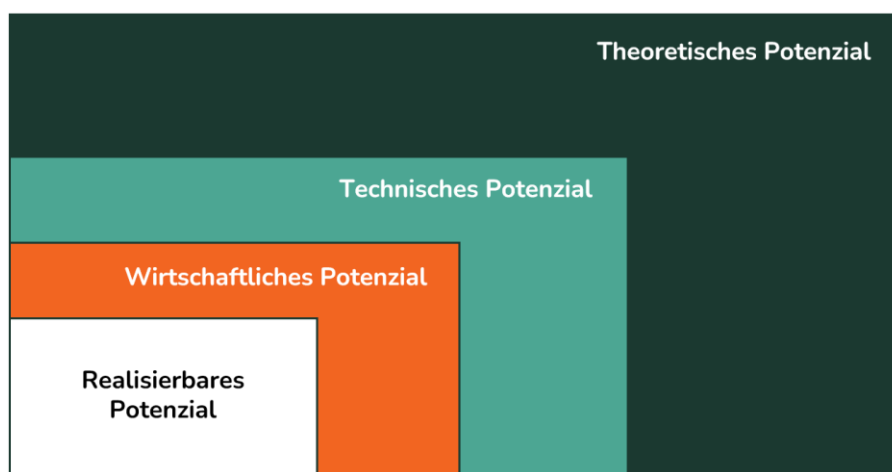 Theoretisches Potenzial
Technisches Potenzial
Wirtschaftliches Potenzial
Realisierbares
Potenzial